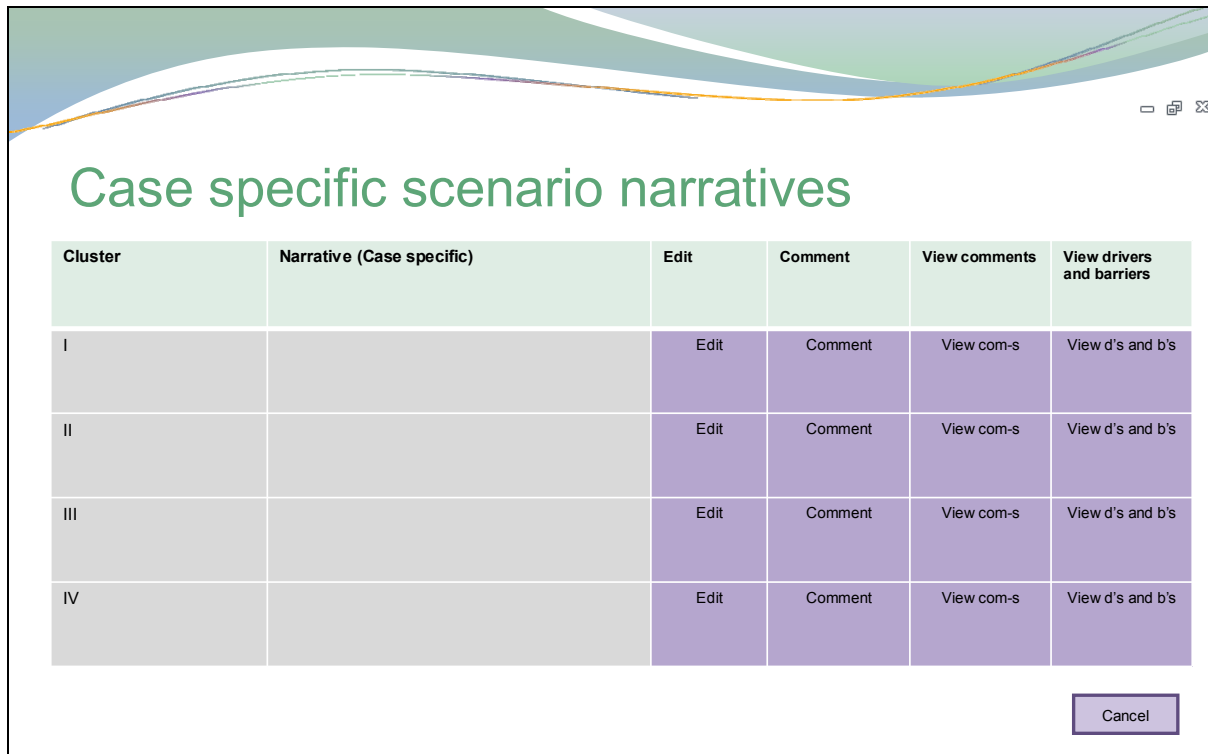 Case specific scenario narratives
Cluster Narrative (Case specific) Edit Comment View comments View drivers
and barriers
I Edit Comment View com-s View d's and b's
II Edit Comment View com-s View d's and b's
III Edit Comment View com-s View d's and b's
IV Edit Comment View com-s View d's and b's
Cancel